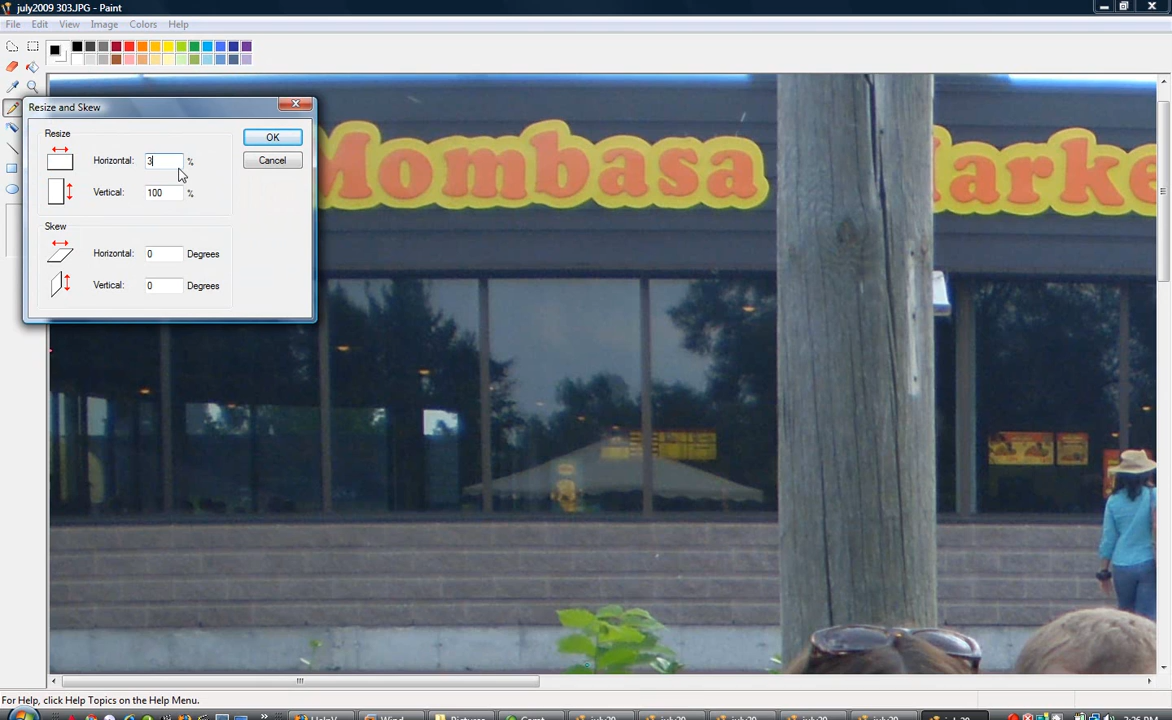 july2009 303.JPG - Paint
File Edit View Image Colors Help
Resize and Skew
Resize
Horizontal: 3 %
Vertical: 100 %
OK
Cancel
Skew
Horizontal: 0 Degrees
Vertical: 0 Degrees
Mombasa Marke
For Help, click Help Topics on the Help Menu.